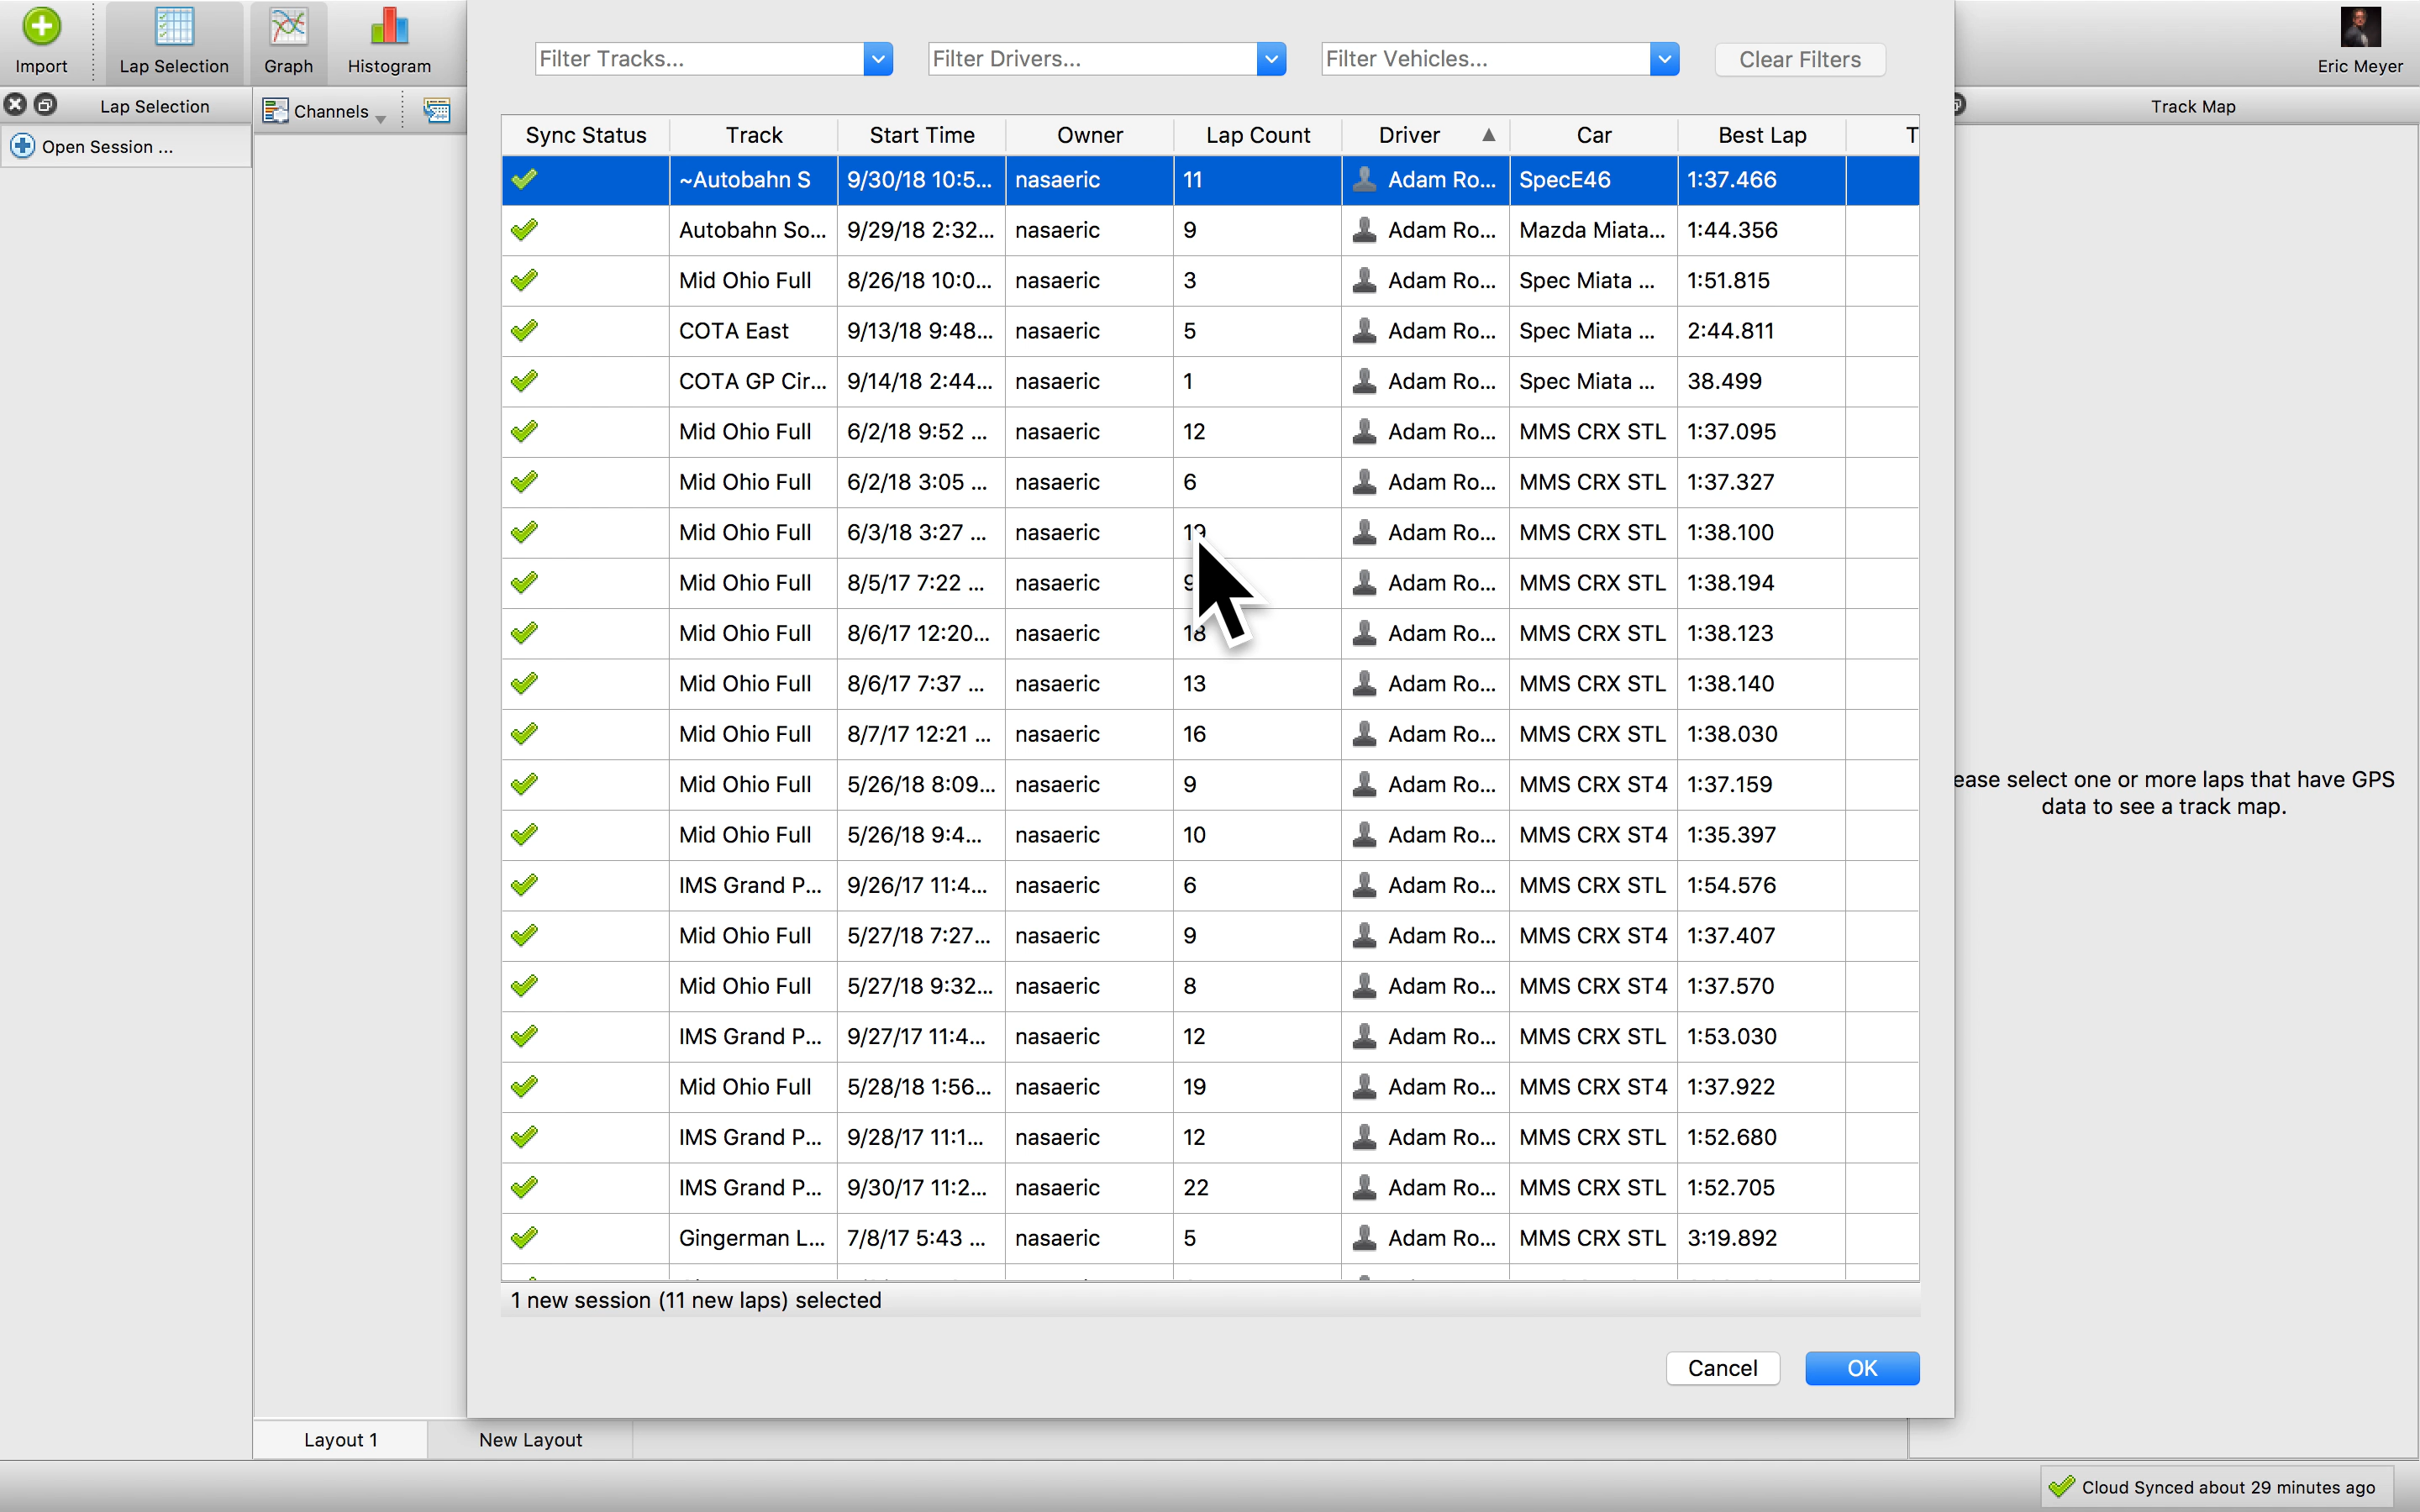 Import
Lap Selection
Graph
Histogram
Filter Tracks...
Filter Drivers...
Filter Vehicles...
Clear Filters
Eric Meyer
Lap Selection
Channels
Track Map
Open Session ...
Sync Status Track Start Time Owner Lap Count Driver Car Best Lap T
~Autobahn S 9/30/18 10:5... nasaeric 11 Adam Ro... SpecE46 1:37.466
Autobahn So... 9/29/18 2:32... nasaeric 9 Adam Ro... Mazda Miata... 1:44.356
Mid Ohio Full 8/26/18 10:0... nasaeric 3 Adam Ro... Spec Miata ... 1:51.815
COTA East 9/13/18 9:48... nasaeric 5 Adam Ro... Spec Miata ... 2:44.811
COTA GP Cir... 9/14/18 2:44... nasaeric 1 Adam Ro... Spec Miata ... 38.499
Mid Ohio Full 6/2/18 9:52 ... nasaeric 12 Adam Ro... MMS CRX STL 1:37.095
Mid Ohio Full 6/2/18 3:05 ... nasaeric 6 Adam Ro... MMS CRX STL 1:37.327
Mid Ohio Full 6/3/18 3:27 ... nasaeric Adam Ro... MMS CRX STL 1:38.100
Mid Ohio Full 8/5/17 7:22 ... nasaeric 9 Adam Ro... MMS CRX STL 1:38.194
Mid Ohio Full 8/6/17 12:20... nasaeric 18 Adam Ro... MMS CRX STL 1:38.123
Mid Ohio Full 8/6/17 7:37 ... nasaeric 13 Adam Ro... MMS CRX STL 1:38.140
Mid Ohio Full 8/7/17 12:21 ... nasaeric 16 Adam Ro... MMS CRX STL 1:38.030
Mid Ohio Full 5/26/18 8:09... nasaeric 9 Adam Ro... MMS CRX ST4 1:37.159
Mid Ohio Full 5/26/18 9:4... nasaeric 10 Adam Ro... MMS CRX ST4 1:35.397
IMS Grand P... 9/26/17 11:4... nasaeric 6 Adam Ro... MMS CRX STL 1:54.576
Mid Ohio Full 5/27/18 7:27... nasaeric 9 Adam Ro... MMS CRX ST4 1:37.407
Mid Ohio Full 5/27/18 9:32... nasaeric 8 Adam Ro... MMS CRX ST4 1:37.570
IMS Grand P... 9/27/17 11:4... nasaeric 12 Adam Ro... MMS CRX STL 1:53.030
Mid Ohio Full 5/28/18 1:56... nasaeric 19 Adam Ro... MMS CRX ST4 1:37.922
IMS Grand P... 9/28/17 11:1... nasaeric 12 Adam Ro... MMS CRX STL 1:52.680
IMS Grand P... 9/30/17 11:2... nasaeric 22 Adam Ro... MMS CRX STL 1:52.705
Gingerman L... 7/8/17 5:43 ... nasaeric 5 Adam Ro... MMS CRX STL 3:19.892
ease select one or more laps that have GPS
data to see a track map.
1 new session (11 new laps) selected
Cancel
OK
Layout 1
New Layout
Cloud Synced about 29 minutes ago